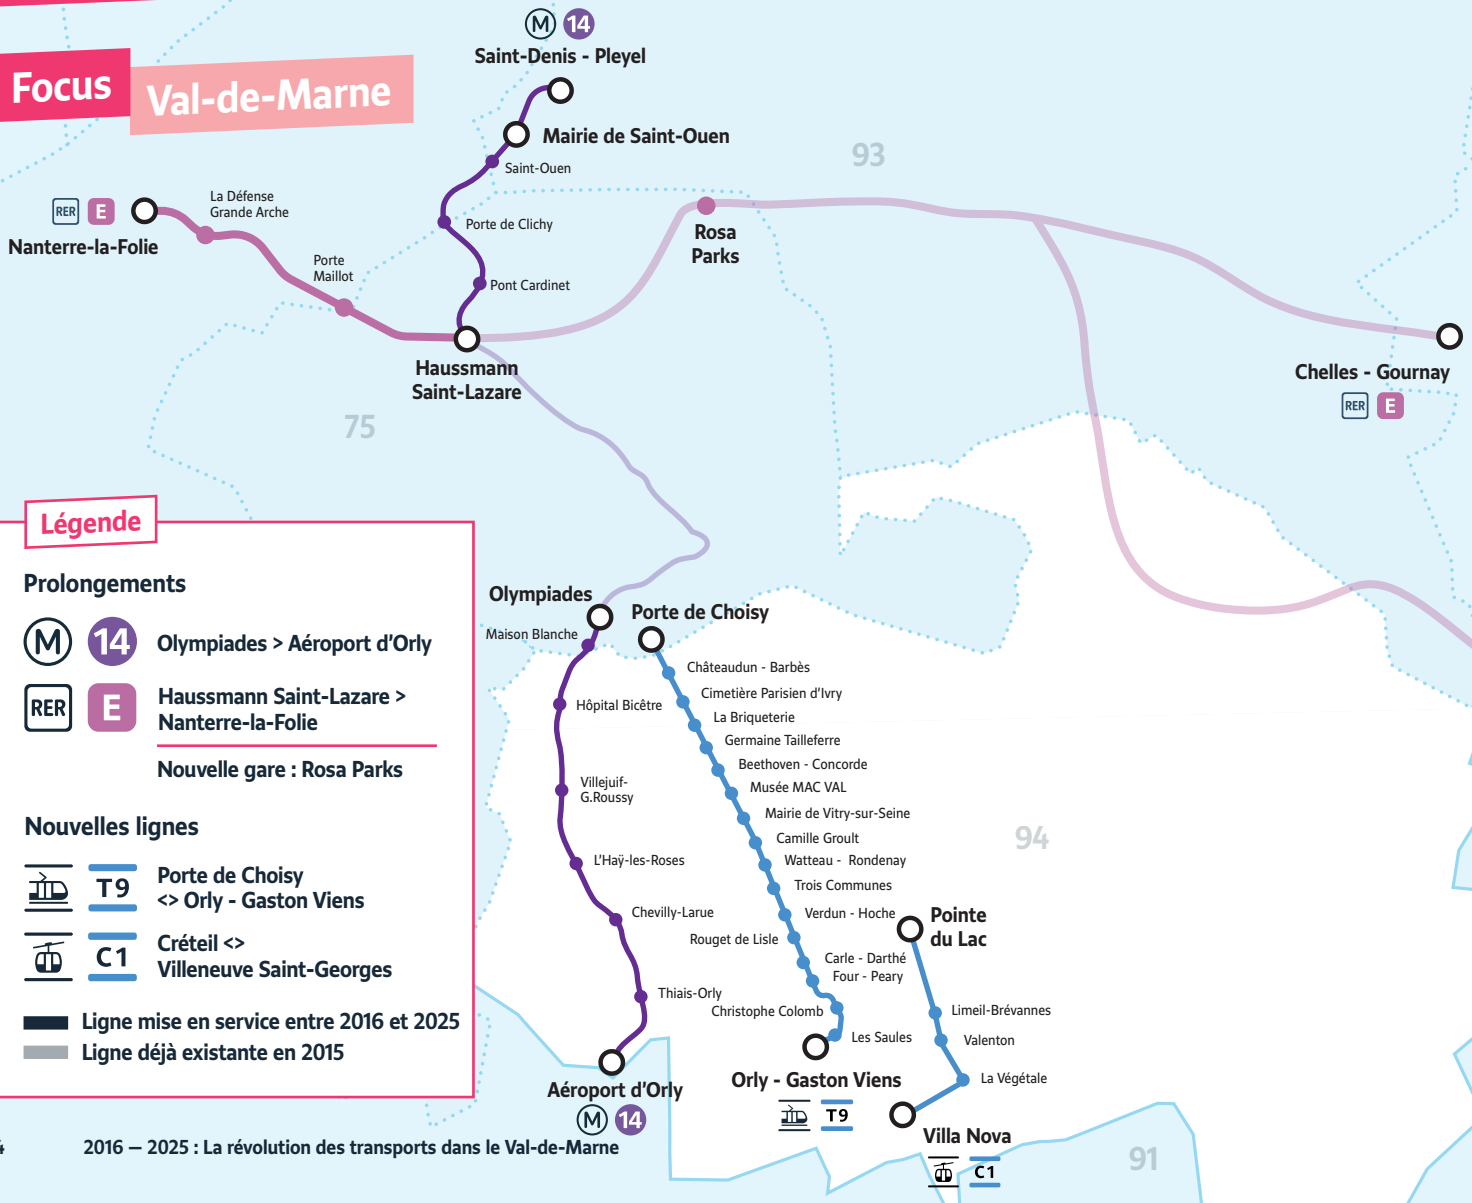 Focus
Val-de-Marne
M 14
Saint-Denis - Pleyel
Mairie de Saint-Ouen
Saint-Ouen
93
La Défense
Grande Arche
RER E
Nanterre-la-Folie
Porte de Clichy
Rosa
Parks
Porte
Maillot
Pont Cardinet
Haussmann
Saint-Lazare
Chelles - Gournay
RER E
75
Légende
Prolongements
M 14 Olympiades > Aéroport d'Orly
RER E Haussmann Saint-Lazare >
Nanterre-la-Folie
Nouvelle gare : Rosa Parks
Nouvelles lignes
T9 Porte de Choisy
<> Orly - Gaston Viens
C1 Créteil <>
Villeneuve Saint-Georges
Ligne mise en service entre 2016 et 2025
Ligne déjà existante en 2015
Olympiades
Maison Blanche
Hôpital Bicêtre
Villejuif-
G.Roussy
L'Haÿ-les-Roses
Chevilly-Larue
Thiais-Orly
Aéroport d'Orly
M 14
Porte de Choisy
Châteaudun - Barbès
Cimetière Parisien d'Ivry
La Briqueterie
Germaine Tailleferre
Beethoven - Concorde
Musée MAC VAL
Mairie de Vitry-sur-Seine
Camille Groult
Watteau - Rondenay
Trois Communes
Verdun - Hoche
Rouget de Lisle
Carle - Darthé
Four - Peary
Christophe Colomb
Les Saules
Orly - Gaston Viens
T9
94
Pointe
du Lac
Limeil-Brévannes
Valenton
La Végétale
Villa Nova
C1
91
4 2016 — 2025 : La révolution des transports dans le Val-de-Marne